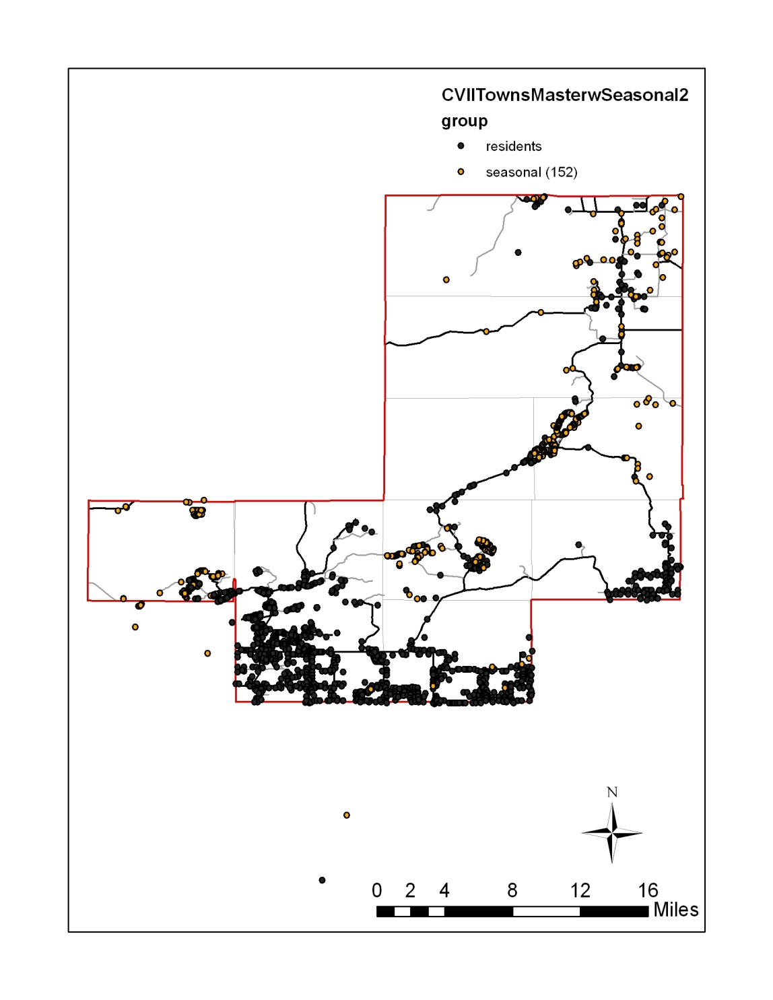 CVIITownsMasterwSeasonal2
group
residents
seasonal (152)
N
0 2 4 8 12 16
Miles